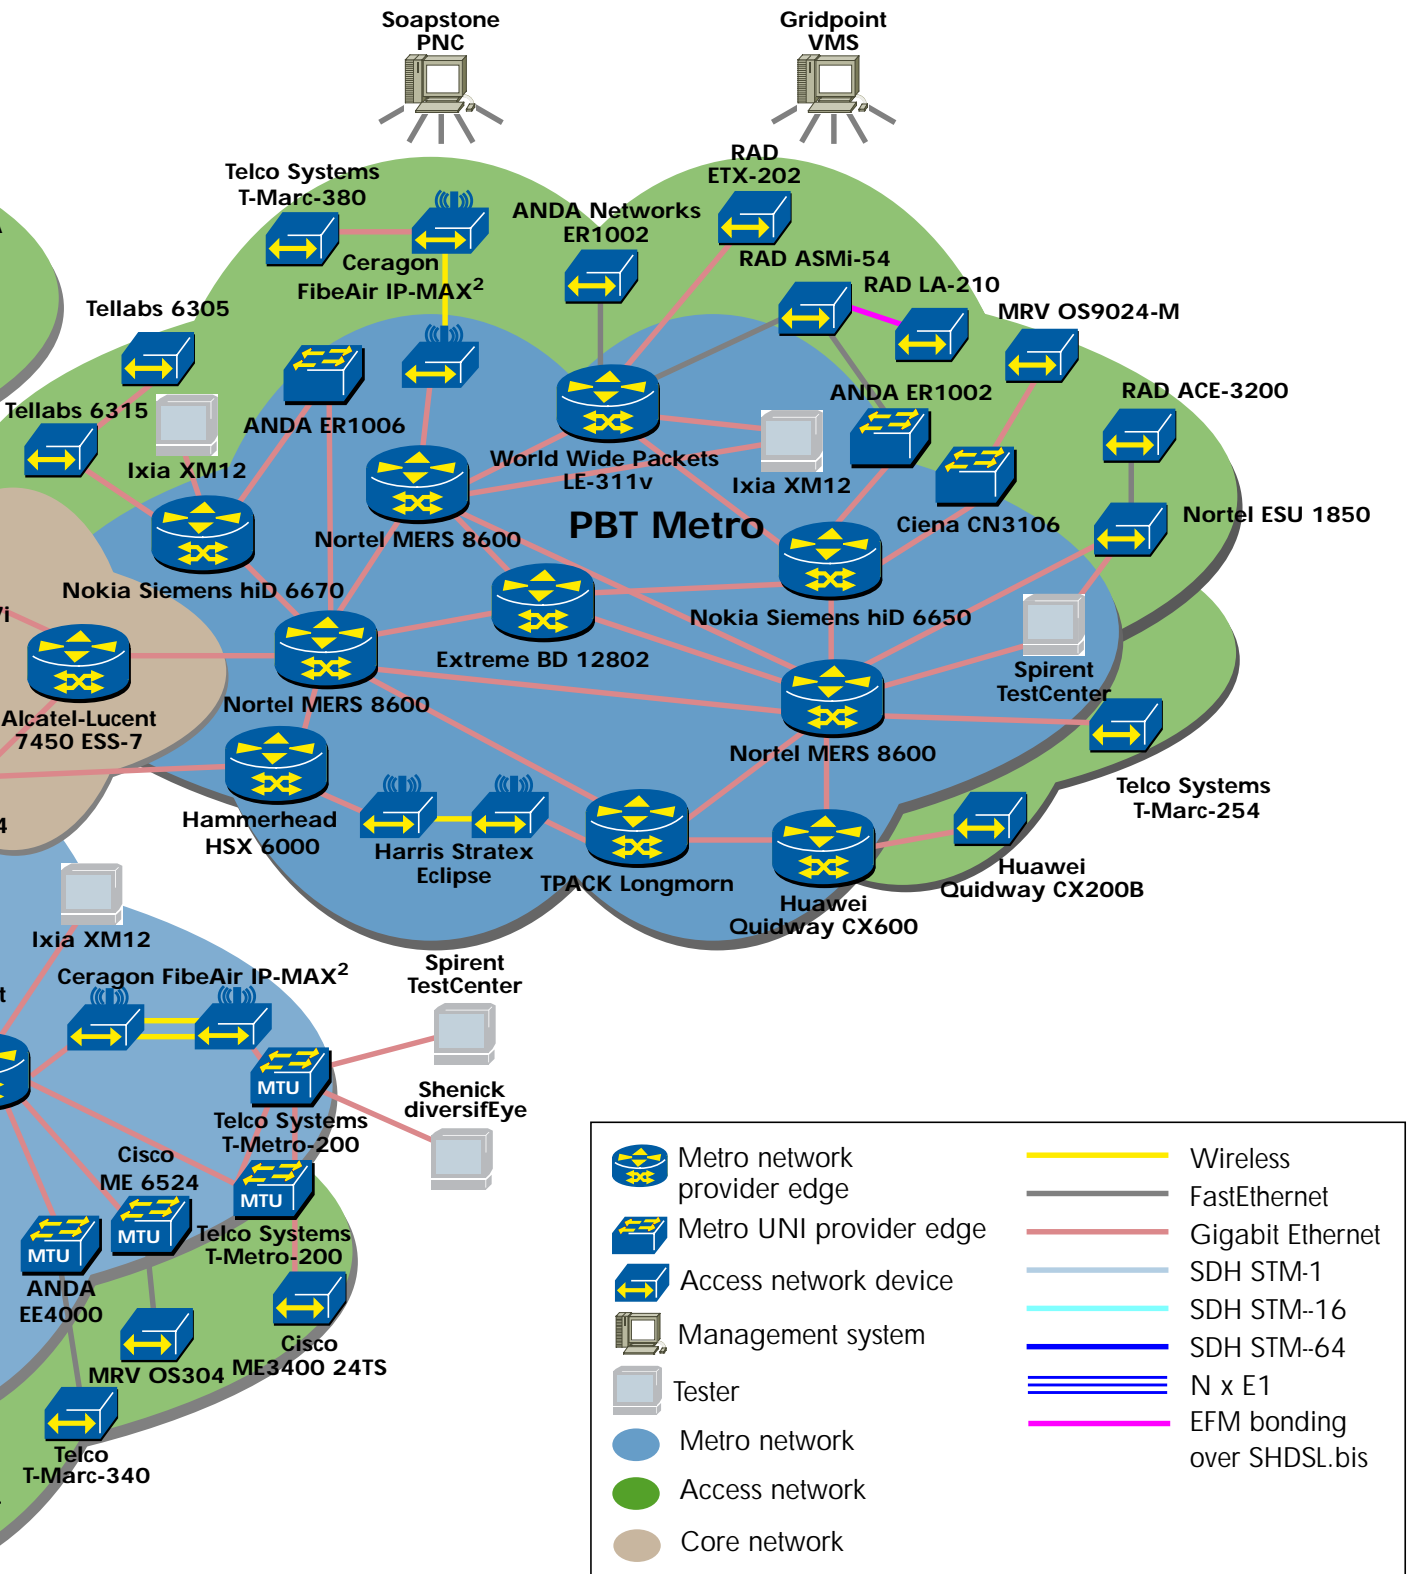 Soapstone
PNC
Gridpoint
VMS
RAD
ETX-202
Telco Systems
T-Marc-380
ANDA Networks
ER1002
Ceragon
FibeAir IP-MAX2
RAD ASMi-54
RAD LA-210
MRV OS9024-M
Tellabs 6305
ANDA ER1002
RAD ACE-3200
Tellabs 6315
ANDA ER1006
Ixia XM12
World Wide Packets
LE-311v
Ixia XM12
Nortel ESU 1850
Ciena CN3106
PBT Metro
Nortel MERS 8600
Nokia Siemens hiD 6670
Nokia Siemens hiD 6650
Extreme BD 12802
Spirent
TestCenter
Alcatel-Lucent
7450 ESS-7
Nortel MERS 8600
Nortel MERS 8600
Telco Systems
T-Marc-254
Hammerhead
HSX 6000
Harris Stratex
Eclipse
TPACK Longmorn
Huawei
Quidway CX600
Huawei
Quidway CX200B
4
Ixia XM12
Ceragon FibeAir IP-MAX2
Spirent
TestCenter
t
MTU
Telco Systems
T-Metro-200
Shenick
diversifEye
Cisco
ME 6524
MTU
MTU
MTU
Telco Systems
T-Metro-200
ANDA
EE4000
MRV OS304
Cisco
ME3400 24TS
Telco
T-Marc-340
Metro network
provider edge
Metro UNI provider edge
Access network device
Management system
Tester
Metro network
Access network
Core network
Wireless
FastEthernet
Gigabit Ethernet
SDH STM-1
SDH STM--16
SDH STM--64
N x E1
EFM bonding
over SHDSL.bis